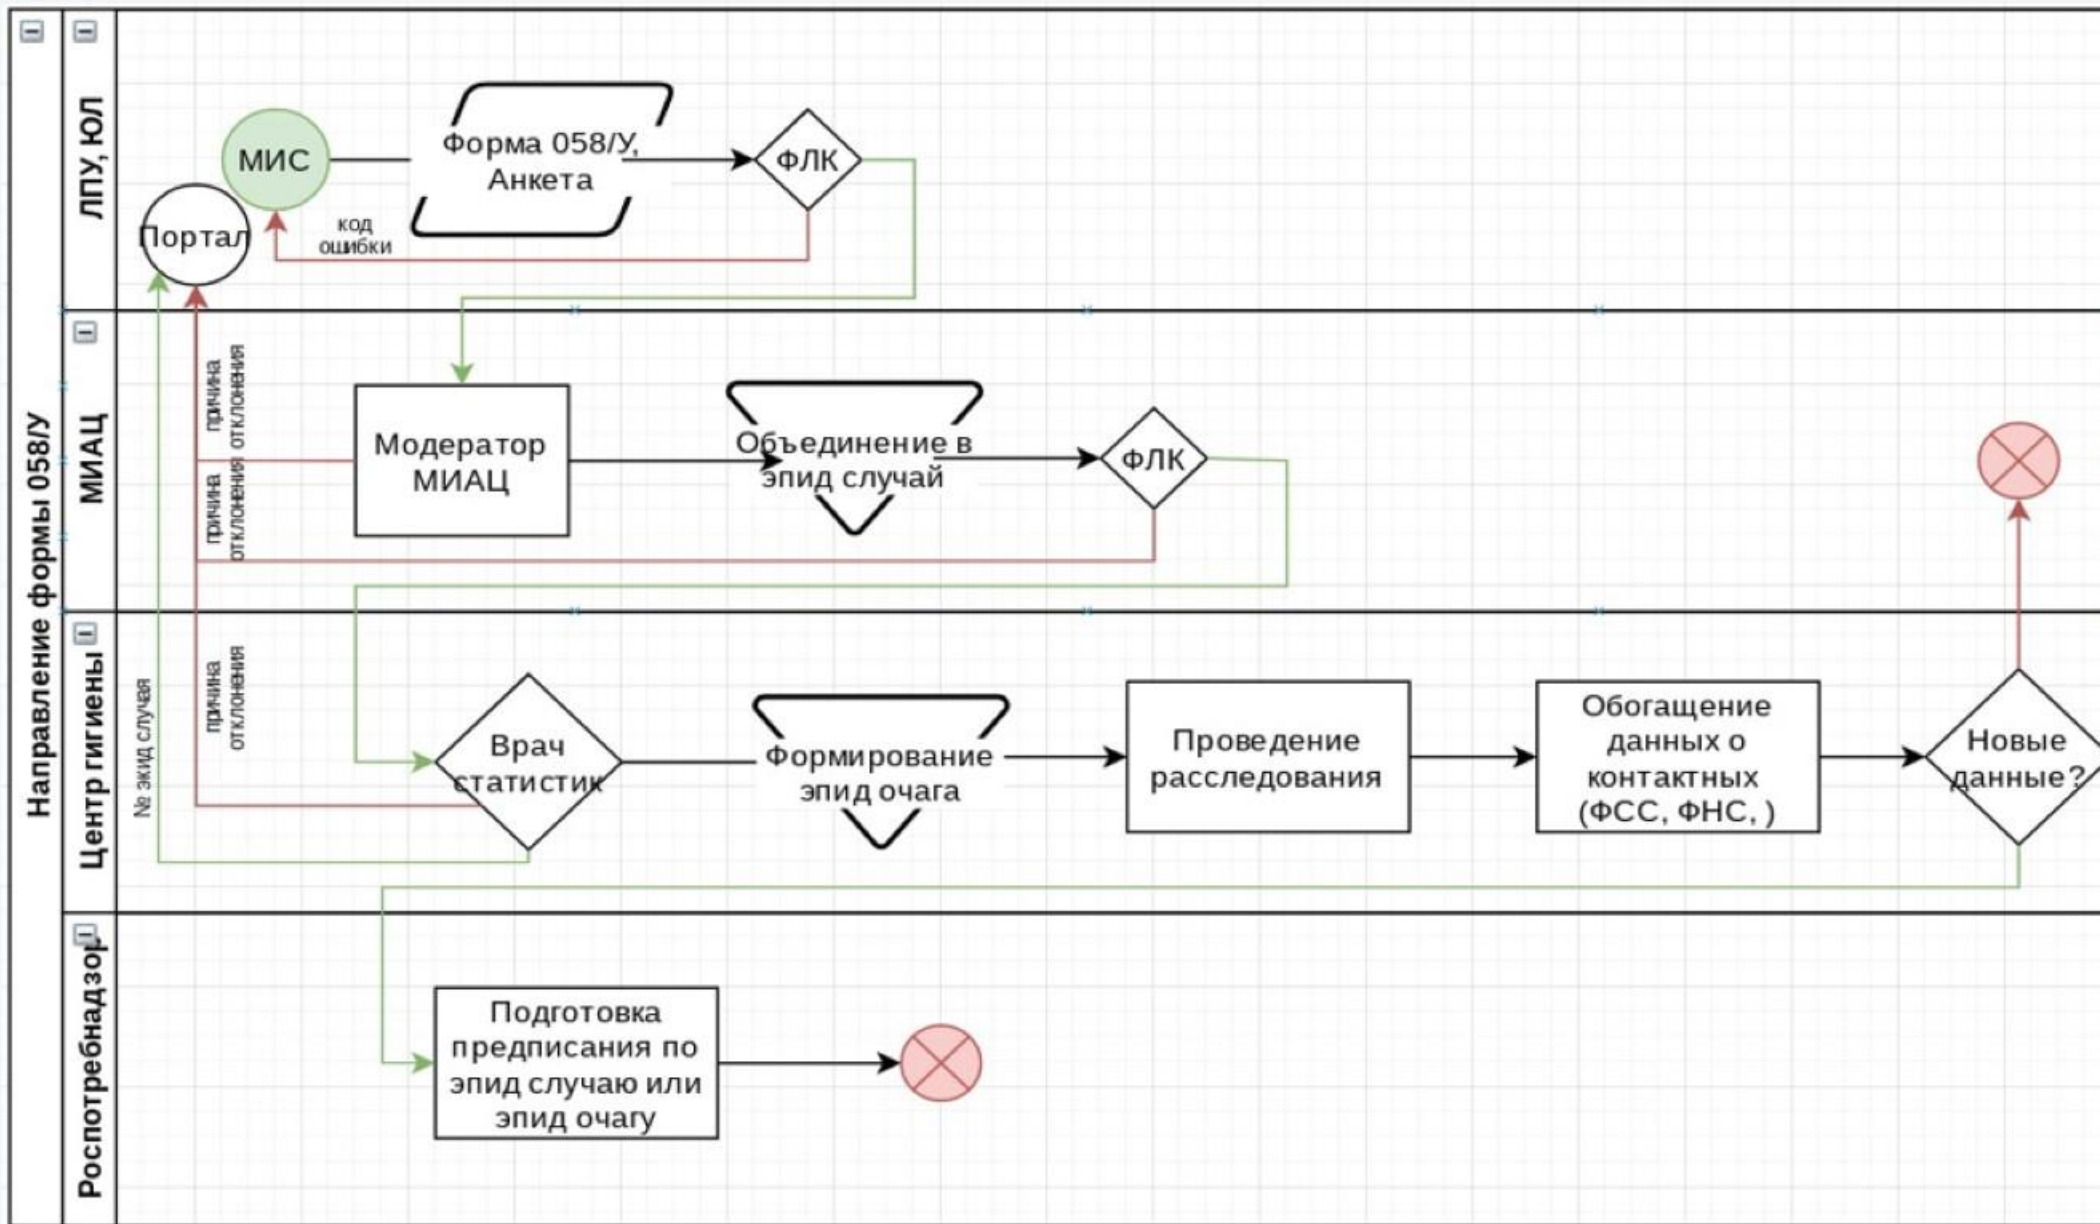 Направление формы 058/У
ЛПУ, ЮЛ
МИС
Форма 058/У,
Анкета
ФЛК
Портал
код
ошибки
МИАЦ
причина
отклонения
причина
отклонения
Модератор
МИАЦ
Объединение в
эпид случай
ФЛК
Центр гигиены
№ экид случая
причина
отклонения
Врач
статистик
Формирование
эпид очага
Проведение
расследования
Обогащение
данных о
контактных
(ФСС, ФНС, )
Новые
данные?
Роспотребнадзор
Подготовка
предписания по
эпид случаю или
эпид очагу